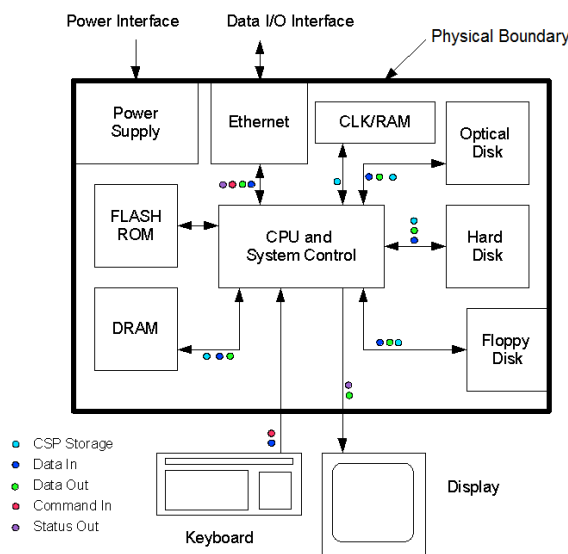 Power Interface
Data I/O Interface
Physical Boundary
Power
Supply
Ethernet
CLK/RAM
Optical
Disk
FLASH
ROM
CPU and
System Control
Hard
Disk
DRAM
Floppy
Disk
CSP Storage
Data In
Data Out
Command In
Status Out
Keyboard
Display